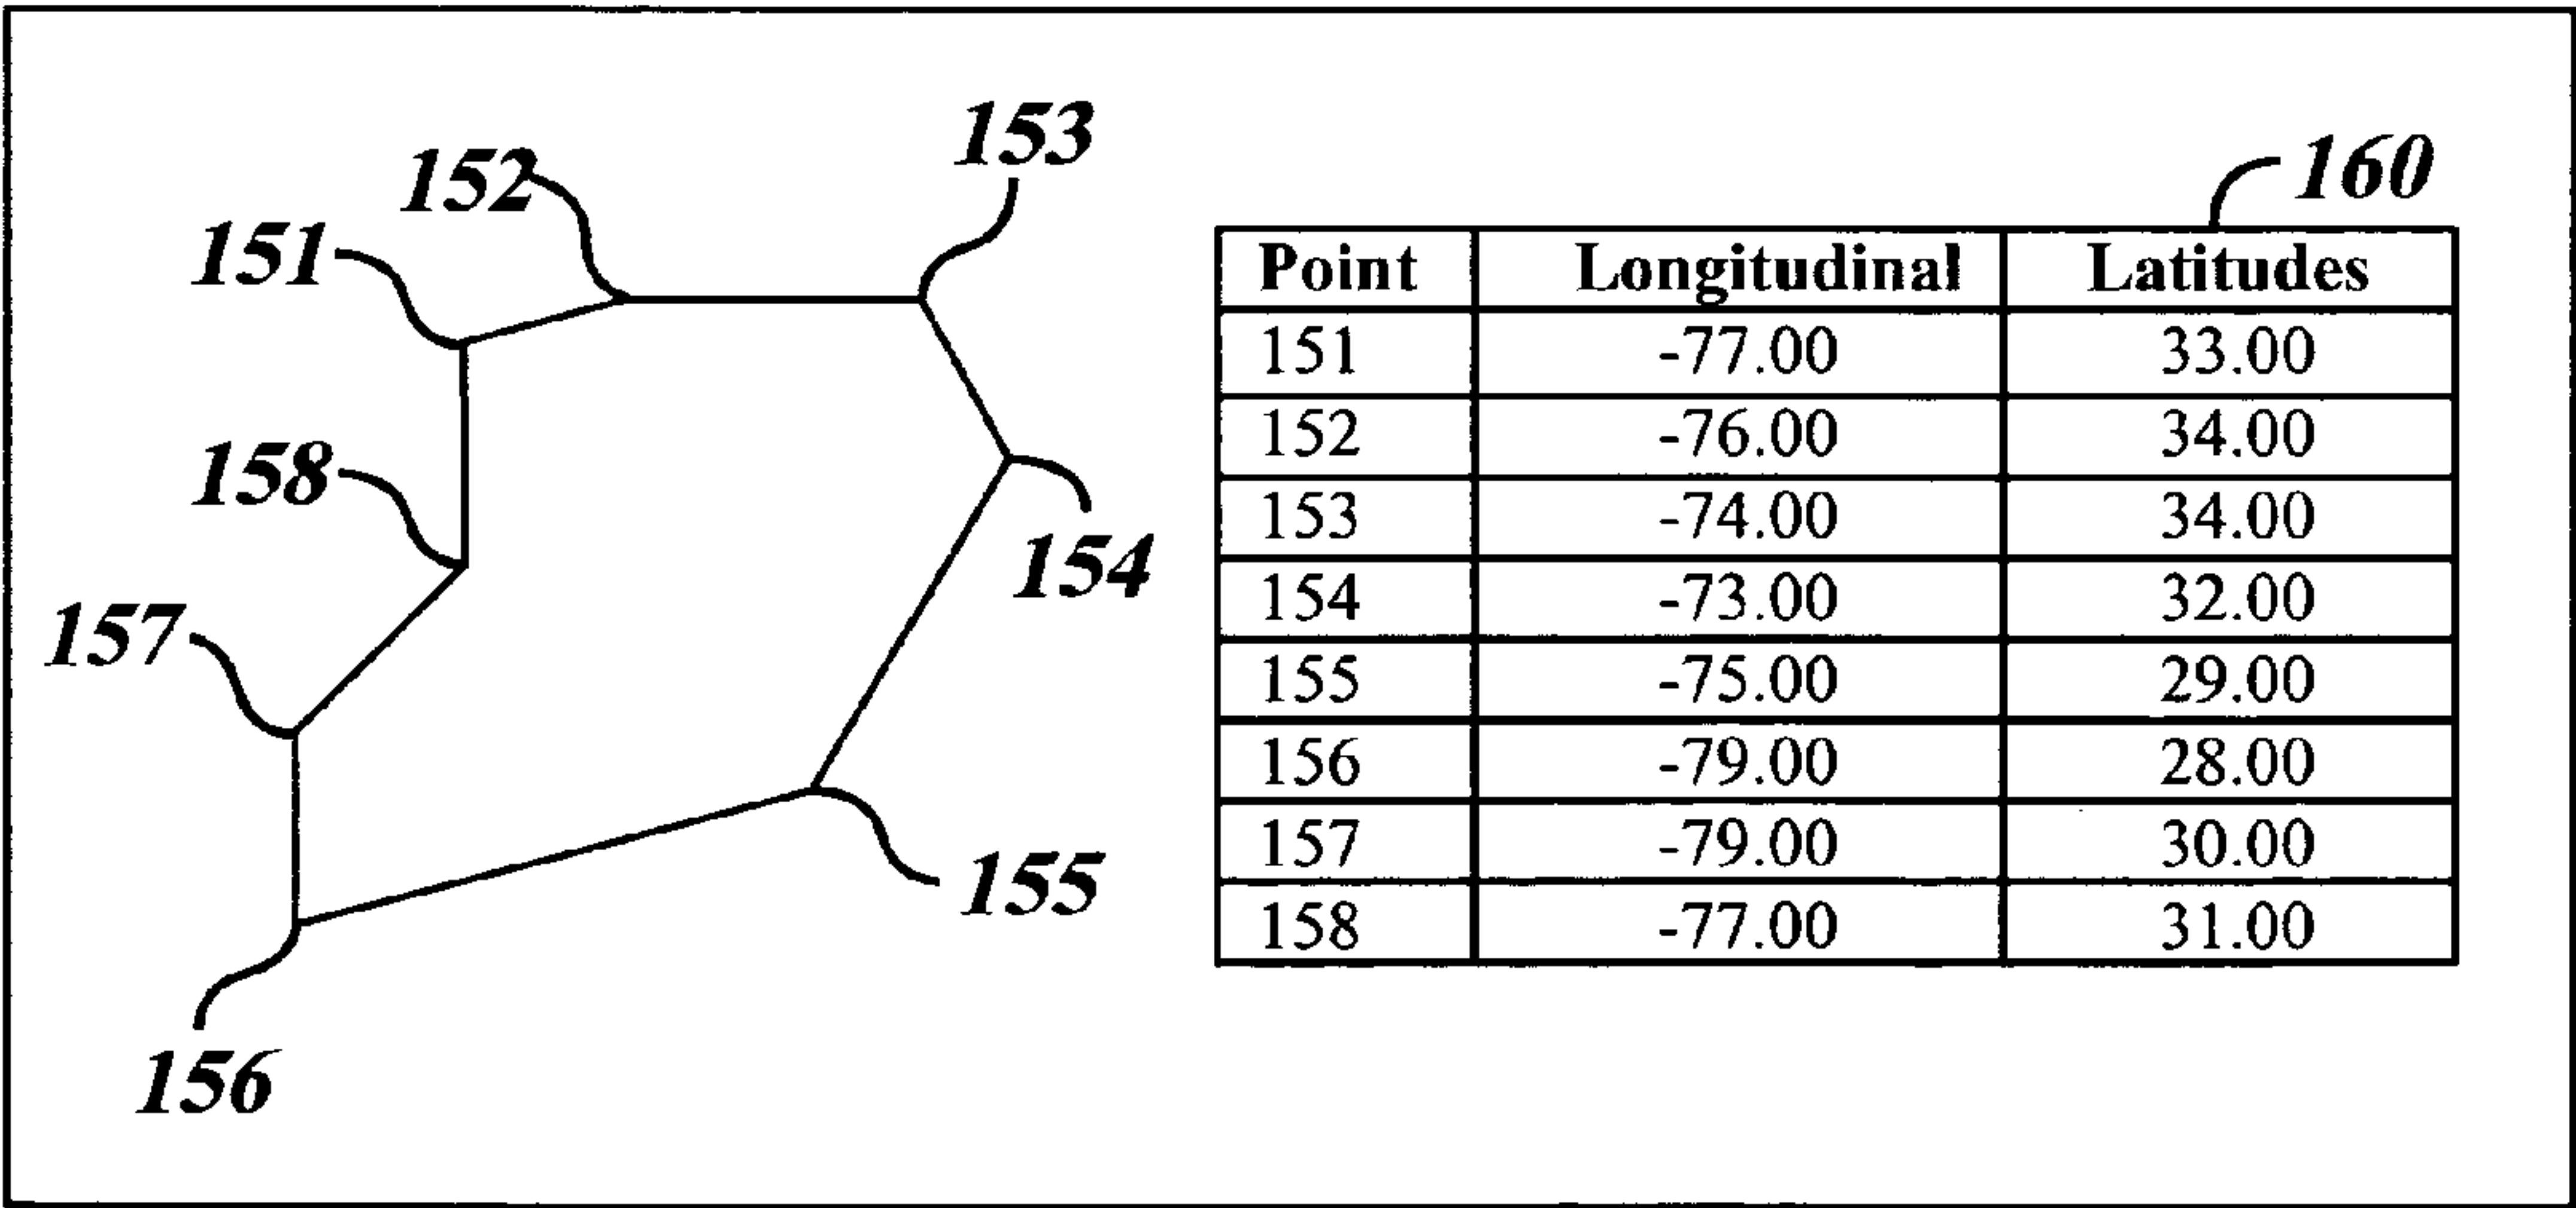 153
152
151
158
157
154
155
156
160
Point Longitudinal Latitudes
151 -77.00 33.00
152 -76.00 34.00
153 -74.00 34.00
154 -73.00 32.00
155 -75.00 29.00
156 -79.00 28.00
157 -79.00 30.00
158 -77.00 31.00